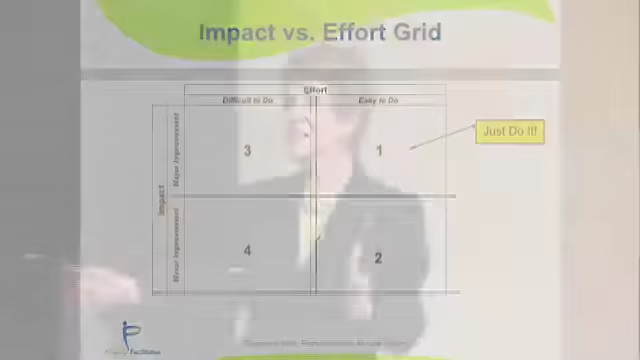 Impact vs. Effort Grid
Effort
Difficult to Do
Easy to Do
Impact
Major Improvement
3
1
Just Do It!
Minor Improvement
4
2
Facilitation